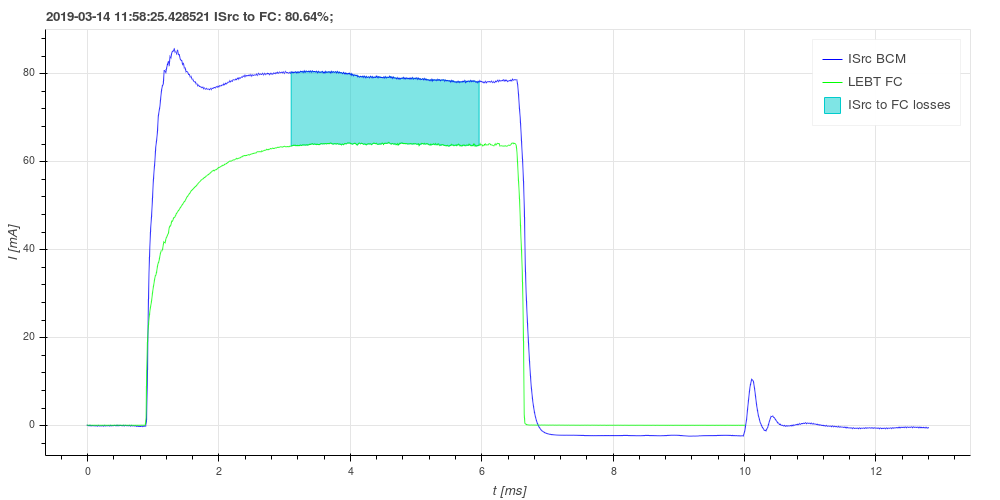 2019-03-14 11:58:25.428521 ISrc to FC: 80.64%;
ISrc BCM
LEBT FC
ISrc to FC losses
80
60
40
20
0
I [mA]
0 2 4 6 8 10 12
t [ms]